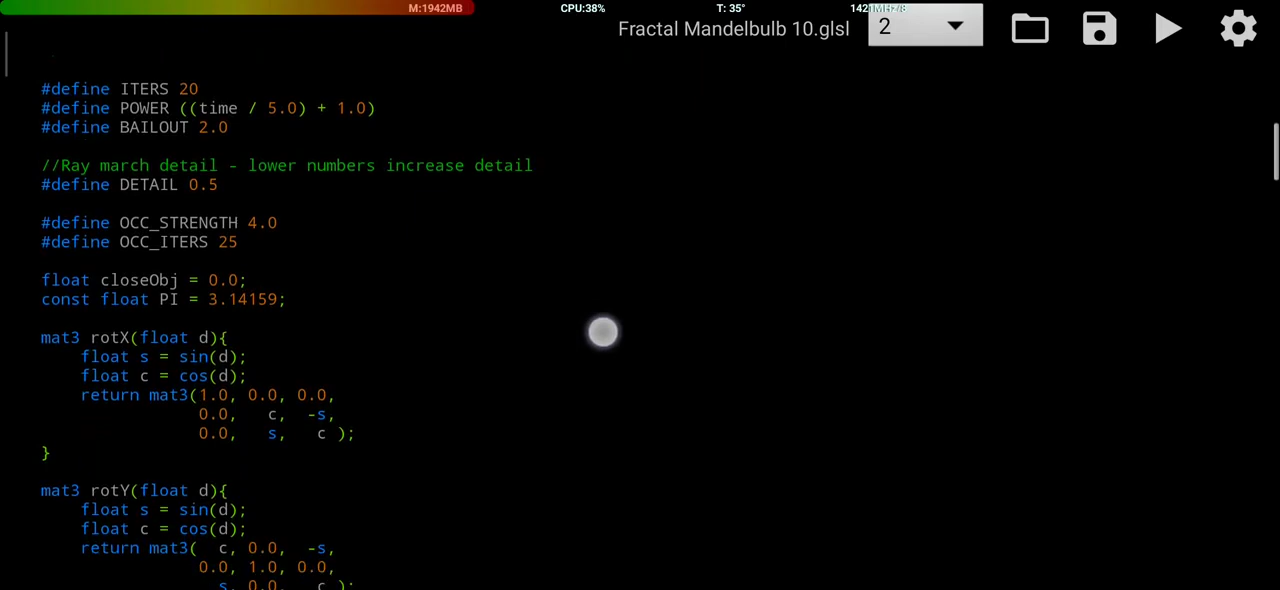 M:1942MB CPU:38% T: 35° 1421MHz/8
Fractal Mandelbulb 10.glsl 2
#define ITERS 20
#define POWER ((time / 5.0) + 1.0)
#define BAILOUT 2.0
//Ray march detail - lower numbers increase detail
#define DETAIL 0.5
#define OCC_STRENGTH 4.0
#define OCC_ITERS 25
float closeObj = 0.0;
const float PI = 3.14159;
mat3 rotX(float d){
float s = sin(d);
float c = cos(d);
return mat3(1.0, 0.0, 0.0,
0.0, c, -s,
0.0, s, c );
}
mat3 rotY(float d){
float s = sin(d);
float c = cos(d);
return mat3( c, 0.0, -s,
0.0, 1.0, 0.0,
s, 0.0, c );